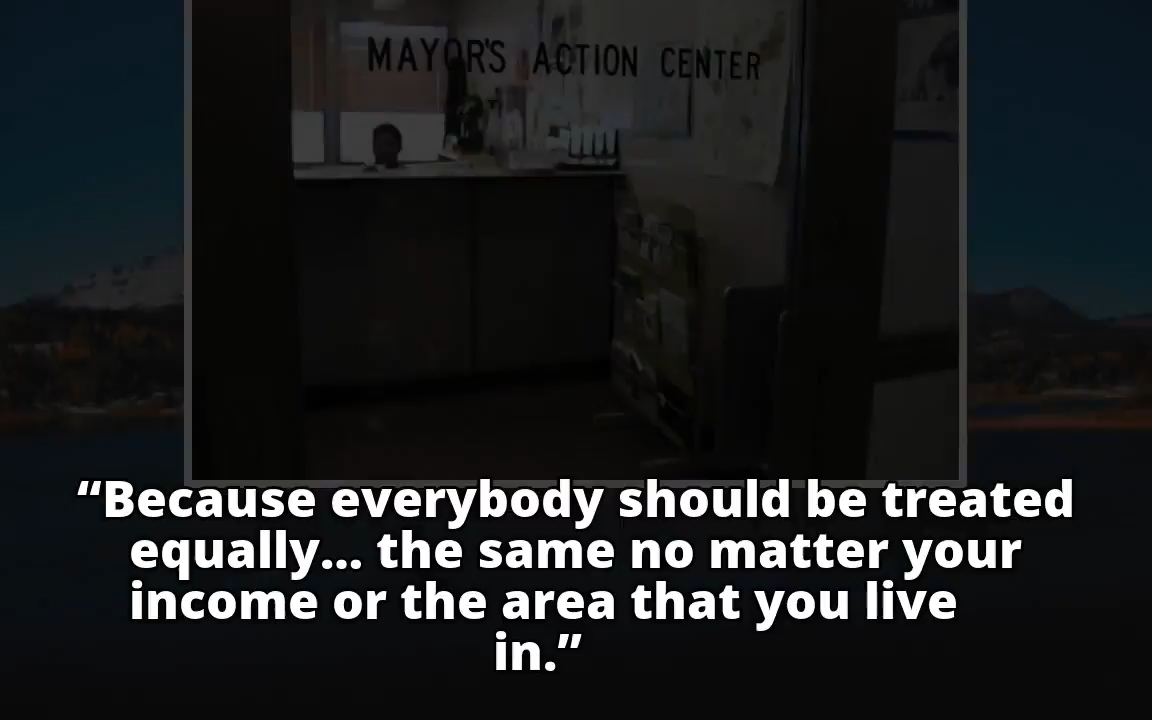 MAYOR'S ACTION CENTER
“Because everybody should be treated
equally... the same no matter your
income or the area that you live
in.”